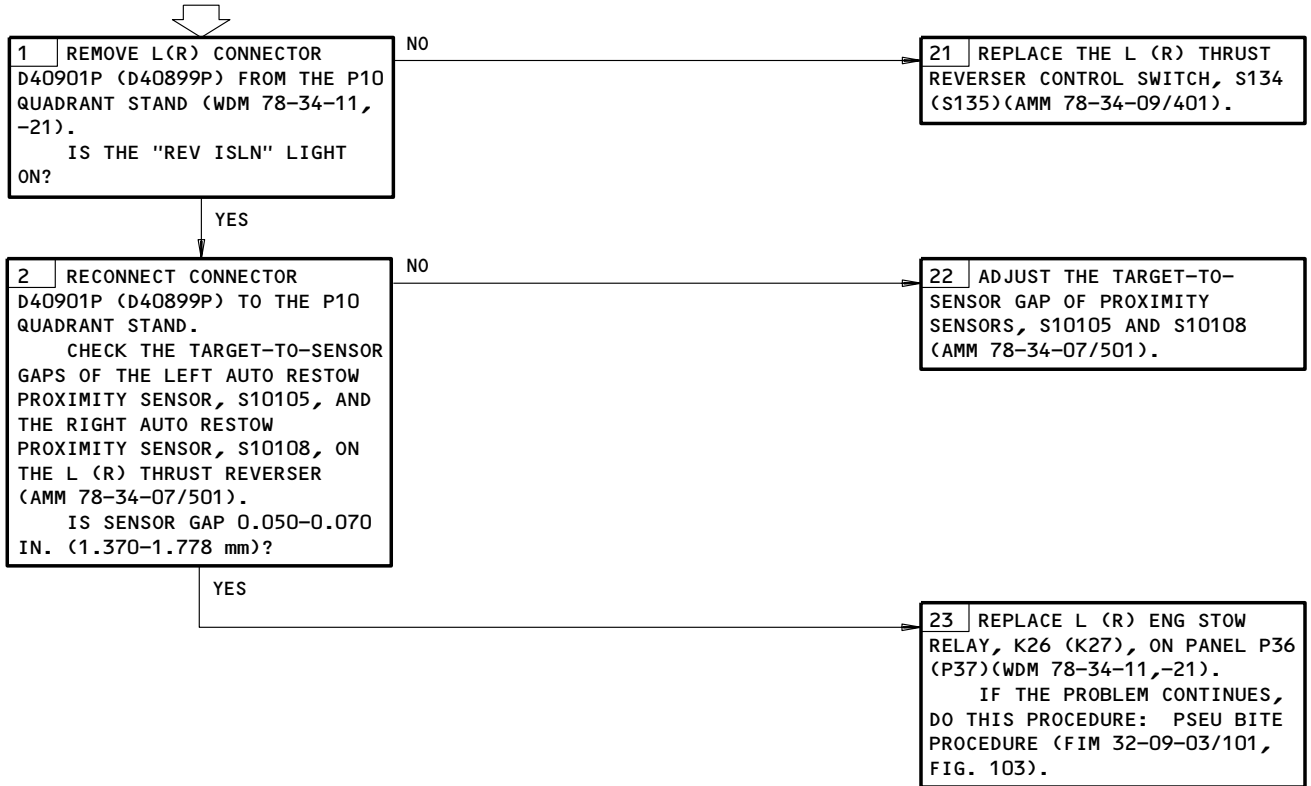 1 REMOVE L(R) CONNECTOR
D40901P (D40899P) FROM THE P10
QUADRANT STAND (WDM 78-34-11,
-21).
IS THE "REV ISLN" LIGHT
ON?
NO
21 REPLACE THE L (R) THRUST
REVERSER CONTROL SWITCH, S134
(S135)(AMM 78-34-09/401).
YES
2 RECONNECT CONNECTOR
D40901P (D40899P) TO THE P10
QUADRANT STAND.
CHECK THE TARGET-TO-SENSOR
GAPS OF THE LEFT AUTO RESTOW
PROXIMITY SENSOR, S10105, AND
THE RIGHT AUTO RESTOW
PROXIMITY SENSOR, S10108, ON
THE L (R) THRUST REVERSER
(AMM 78-34-07/501).
IS SENSOR GAP 0.050-0.070
IN. (1.370-1.778 mm)?
NO
22 ADJUST THE TARGET-TO-
SENSOR GAP OF PROXIMITY
SENSORS, S10105 AND S10108
(AMM 78-34-07/501).
YES
23 REPLACE L (R) ENG STOW
RELAY, K26 (K27), ON PANEL P36
(P37)(WDM 78-34-11,-21).
IF THE PROBLEM CONTINUES,
DO THIS PROCEDURE: PSEU BITE
PROCEDURE (FIM 32-09-03/101,
FIG. 103).